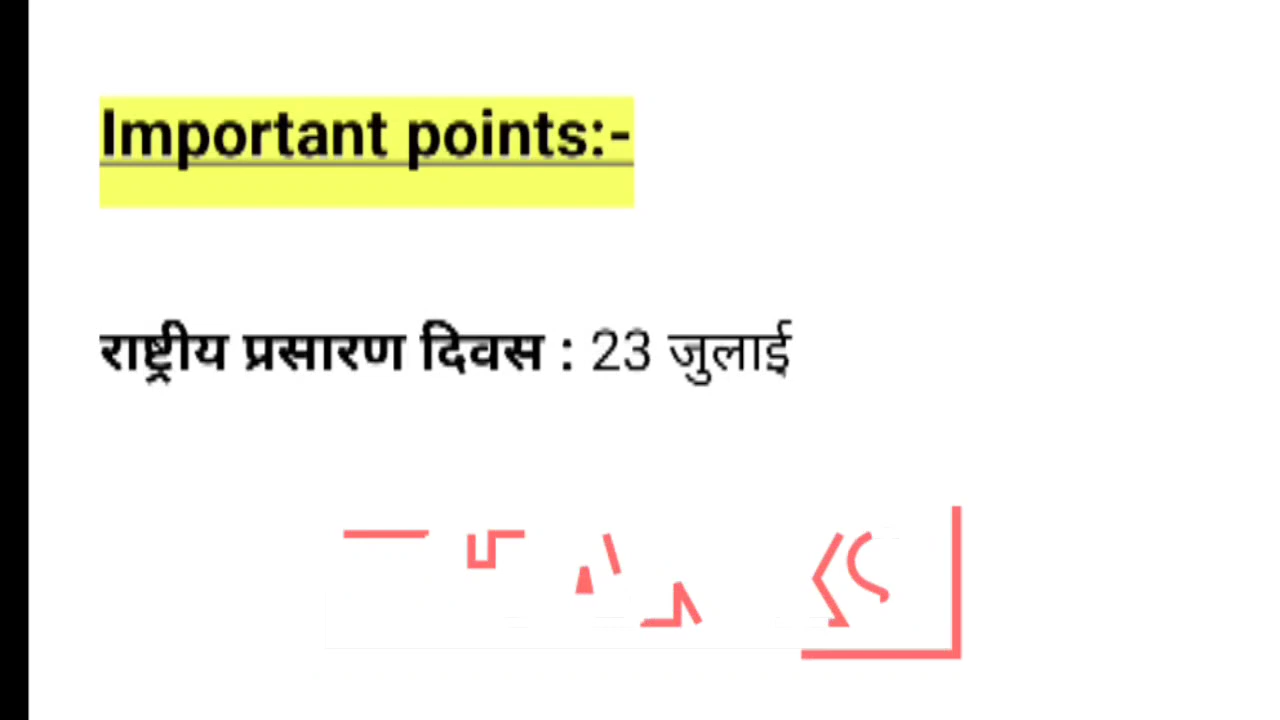 Important points:-
राष्ट्रीय प्रसारण दिवस : 23 जुलाई